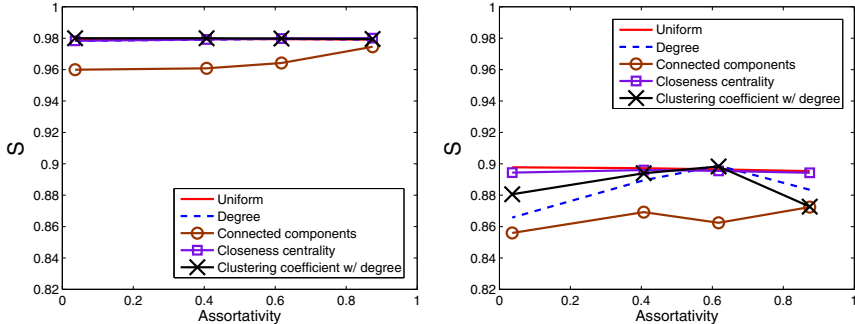 1
0.98
0.96
0.94
0.92
0.9
0.88
0.86
0.84
0.82
S
0
0.2
0.4
0.6
0.8
1
Assortativity
Uniform
Degree
Connected components
Closeness centrality
Clustering coefficient w/ degree
1
0.98
0.96
0.94
0.92
0.9
0.88
0.86
0.84
0.82
S
0
0.2
0.4
0.6
0.8
1
Assortativity
Uniform
Degree
Connected components
Closeness centrality
Clustering coefficient w/ degree